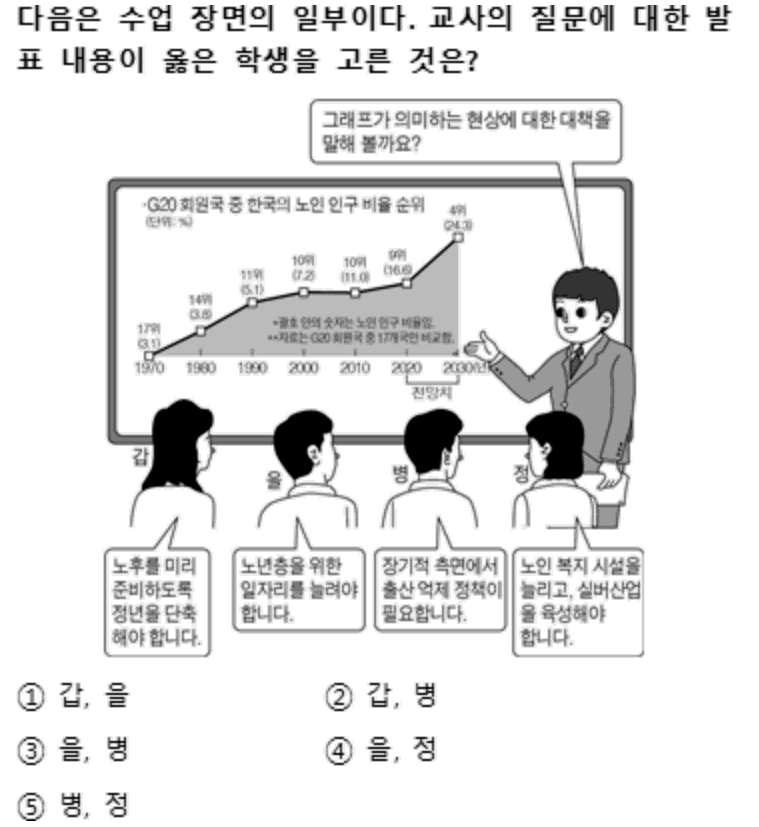 다음은 수업 장면의 일부이다. 교사의 질문에 대한 발
표 내용이 옳은 학생을 고른 것은?
그래프가 의미하는 현상에 대한 대책을
말해 볼까요?
·G20 회원국 중 한국의 노인 인구 비율 순위
(단위: %)
17위
(3.1)
14위
(3.8)
11위
(5.1)
10위
(7.2)
10위
(11.0)
9위
(16.6)
4위
(24.3)
*괄호 안의 숫자는 노인 인구 비율임.
**자료는 G20 회원국 중 17개국만 비교함.
1970 1980 1990 2000 2010 2020 2030(년)
전망치
갑
을
병
정
노후를 미리
준비하도록
정년을 단축
해야 합니다.
노년층을 위한
일자리를 늘려야
합니다.
장기적 측면에서
출산 억제 정책이
필요합니다.
노인 복지 시설을
늘리고, 실버산업
을 육성해야
합니다.
① 갑, 을 ② 갑, 병
③ 을, 병 ④ 을, 정
⑤ 병, 정